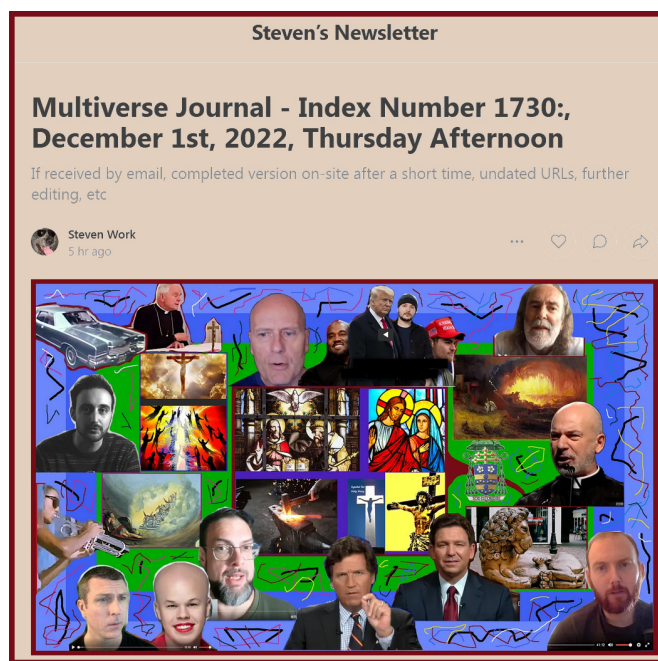 Steven's Newsletter
Multiverse Journal - Index Number 1730:,
December 1st, 2022, Thursday Afternoon
If received by email, completed version on-site after a short time, undated URLs, further
editing, etc
Steven Work
5 hr ago